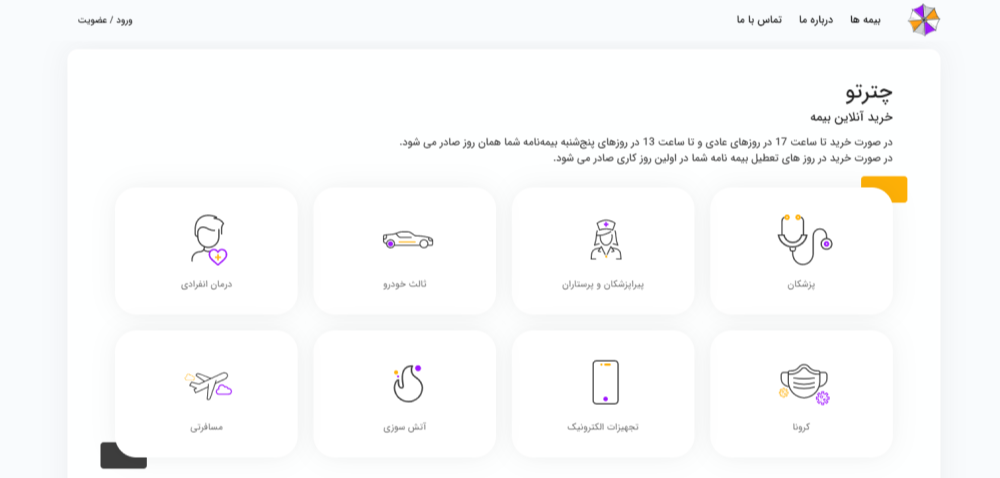 بیمه ها
درباره ما
تماس با ما
ورود / عضویت
چترتو
خرید آنلاین بیمه
در صورت خرید تا ساعت 17 در روزهای عادی و تا ساعت 13 در روزهای پنج‌شنبه بیمه‌نامه شما همان روز صادر می شود.
در صورت خرید در روز های تعطیل بیمه نامه شما در اولین روز کاری صادر می شود.
پزشکان
پیراپزشکان و پرستاران
ثالث خودرو
درمان انفرادی
کرونا
تجهیزات الکترونیک
آتش سوزی
مسافرتی